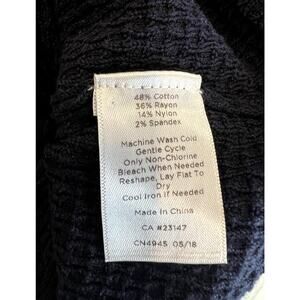 48% Cotton
36% Rayon
14% Nylon
2% Spandex
Machine Wash Cold
Gentle Cycle
Only Non-Chlorine
Bleach When Needed
Reshape, Lay Flat To
Dry
Cool Iron If Needed
Made In China
CA #23147
CN4945 05/18